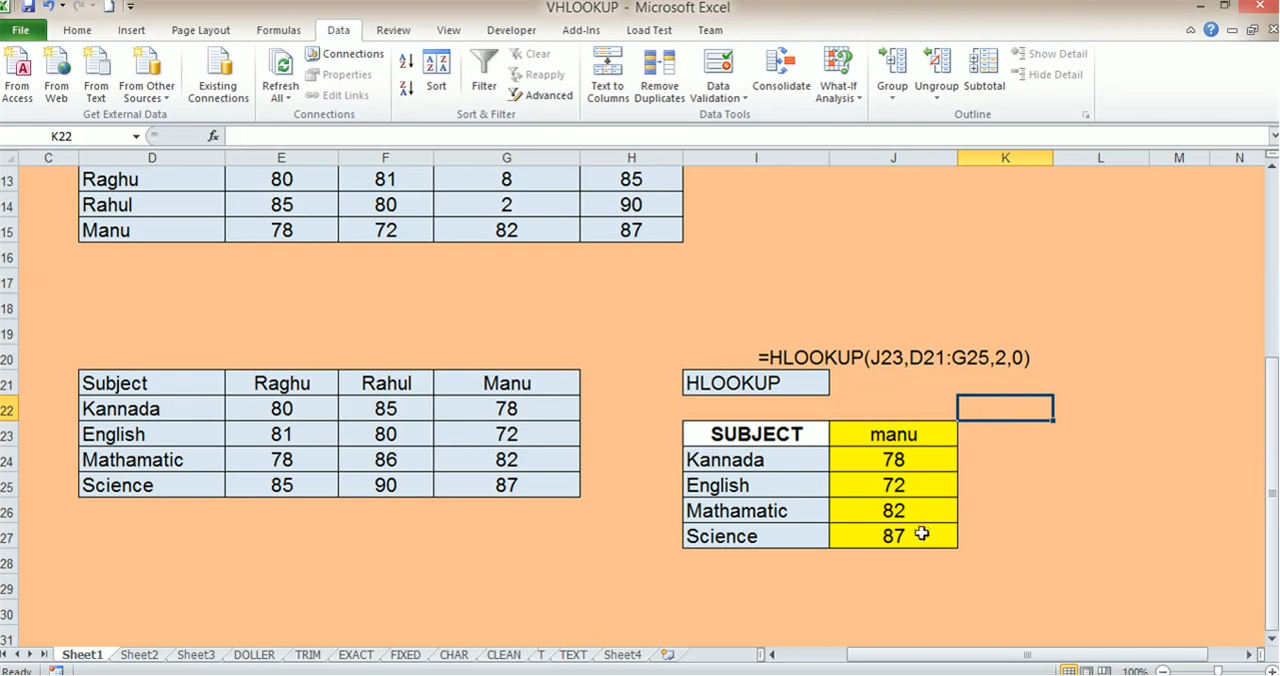 VHLOOKUP - Microsoft Excel
File Home Insert Page Layout Formulas Data Review View Developer Add-Ins Load Test Team
From Access From Web From Text From Other Sources Existing Connections Refresh All Connections Properties Edit Links Sort Filter Clear Reapply Advanced Text to Columns Remove Duplicates Data Validation Consolidate What-If Analysis Group Ungroup Subtotal Show Detail Hide Detail
Get External Data Connections Sort & Filter Data Tools Outline
K22 fx
C D E F G H I J K L M N
13 Raghu 80 81 8 85
14 Rahul 85 80 2 90
15 Manu 78 72 82 87
16
17
18
19
20 =HLOOKUP(J23,D21:G25,2,0)
21 Subject Raghu Rahul Manu HLOOKUP
22 Kannada 80 85 78
23 English 81 80 72 SUBJECT manu
24 Mathamatic 78 86 82 Kannada 78
25 Science 85 90 87 English 72
26 Mathamatic 82
27 Science 87
28
29
30
31
Sheet1 Sheet2 Sheet3 DOLLER TRIM EXACT FIXED CHAR CLEAN T TEXT Sheet4
Ready 100%